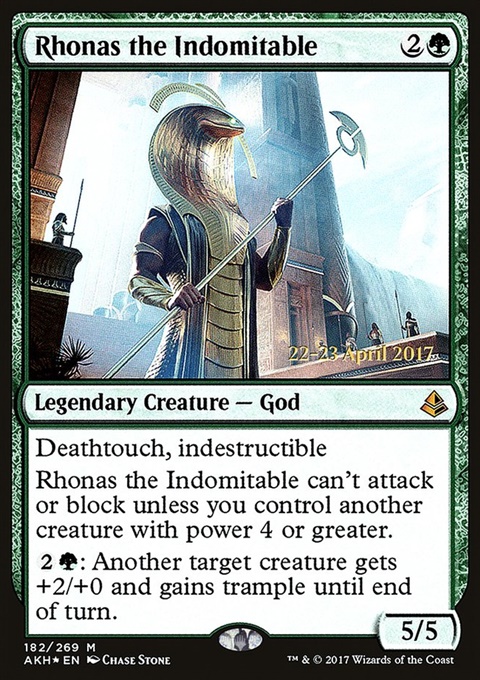 Rhonas the Indomitable 2
22-23 April 2017
Legendary Creature — God
Deathtouch, indestructible
Rhonas the Indomitable can't attack
or block unless you control another
creature with power 4 or greater.
2 : Another target creature gets
+2/+0 and gains trample until end
of turn.
5/5
182/269 M
AKH★EN Chase Stone
™ & © 2017 Wizards of the Coast